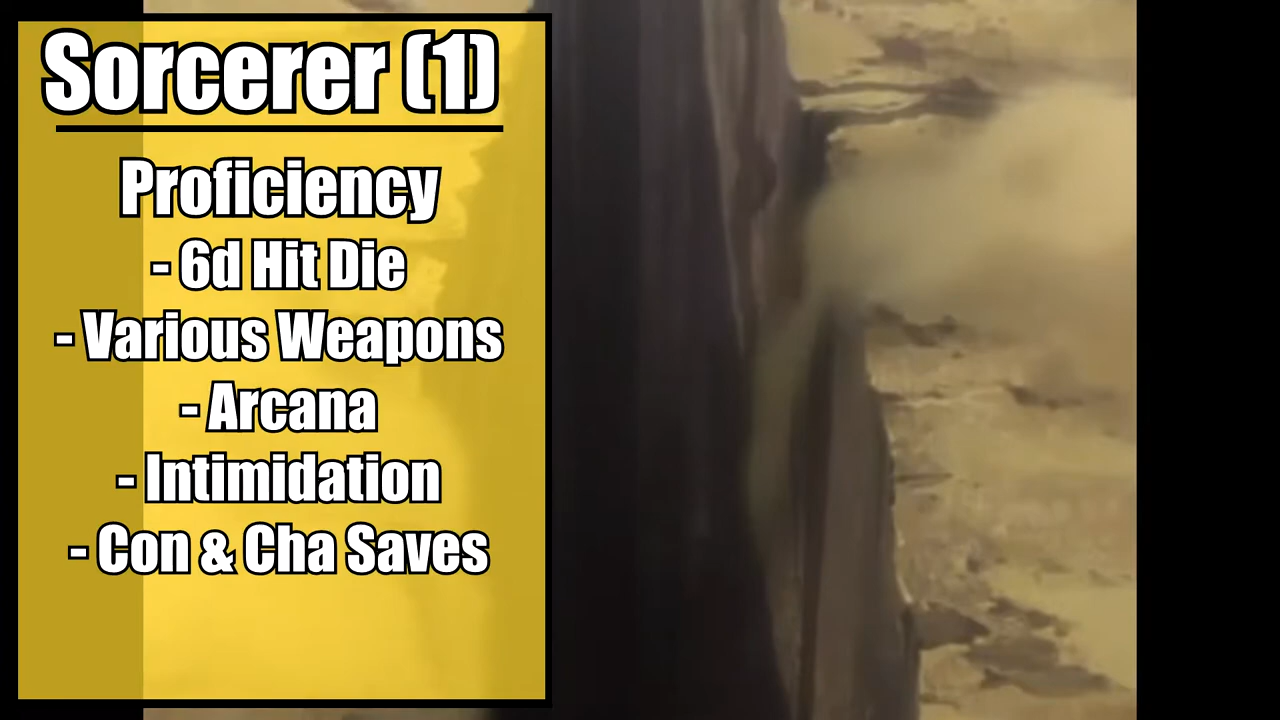 Sorcerer (1)
Proficiency
- 6d Hit Die
- Various Weapons
- Arcana
- Intimidation
- Con & Cha Saves